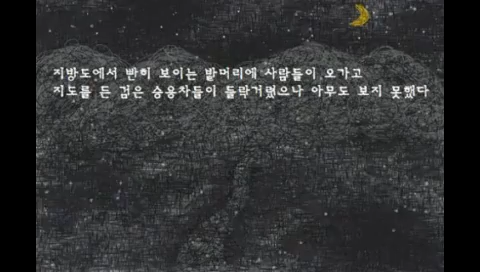 지방도에서 빤히 보이는 밭머리에 사람들이 오가고
지도를 든 검은 승용차들이 들락거렸으나 아무도 보지 못했다